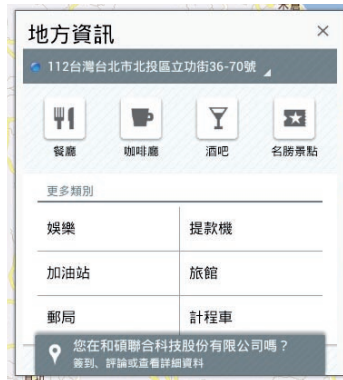 地方資訊
112台灣台北市北投區立功街36-70號
餐廳
咖啡廳
酒吧
名勝景點
更多類別
娛樂
提款機
加油站
旅館
郵局
計程車
您在和碩聯合科技股份有限公司嗎？
簽到、評論或查看詳細資料